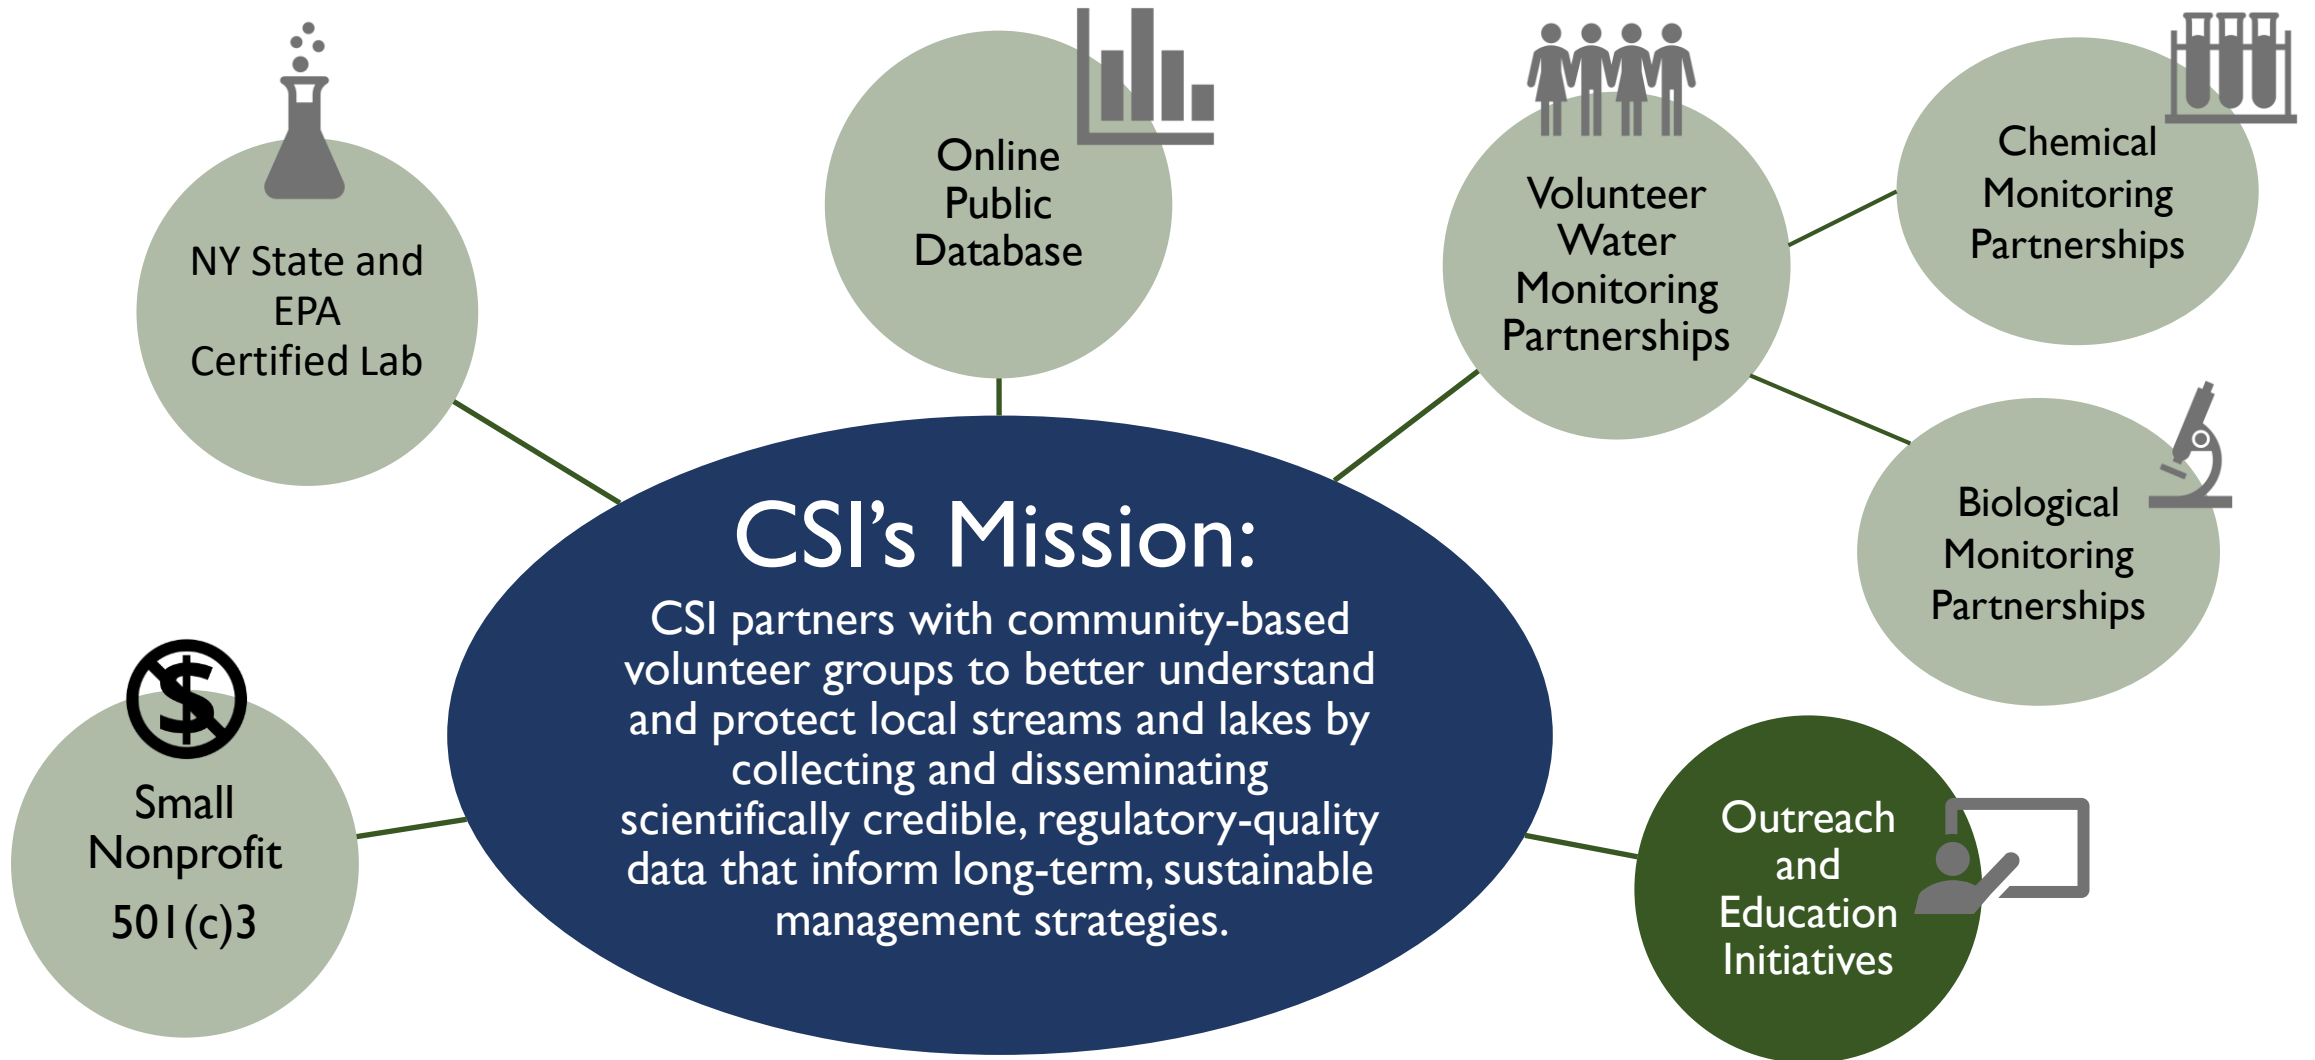 NY State and
EPA
Certified Lab
Online
Public
Database
Volunteer
Water
Monitoring
Partnerships
Chemical
Monitoring
Partnerships
Biological
Monitoring
Partnerships
CSI’s Mission:
CSI partners with community-based
volunteer groups to better understand
and protect local streams and lakes by
collecting and disseminating
scientifically credible, regulatory-quality
data that inform long-term, sustainable
management strategies.
$
Small
Nonprofit
501(c)3
Outreach
and
Education
Initiatives